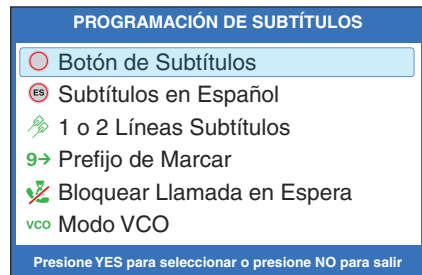 PROGRAMACIÓN DE SUBTÍTULOS
Botón de Subtítulos
ES Subtítulos en Español
1 o 2 Líneas Subtítulos
9→ Prefijo de Marcar
Bloquear Llamada en Espera
VCO Modo VCO
Presione YES para seleccionar o presione NO para salir